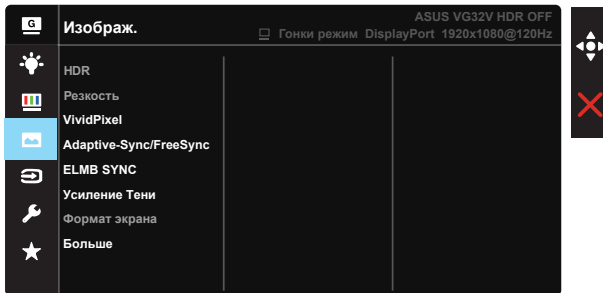 G
Изображ.
ASUS VG32V HDR OFF
Гонки режим DisplayPort 1920x1080@120Hz
HDR
Резкость
VividPixel
Adaptive-Sync/FreeSync
ELMB SYNC
Усиление Тени
Формат экрана
Больше